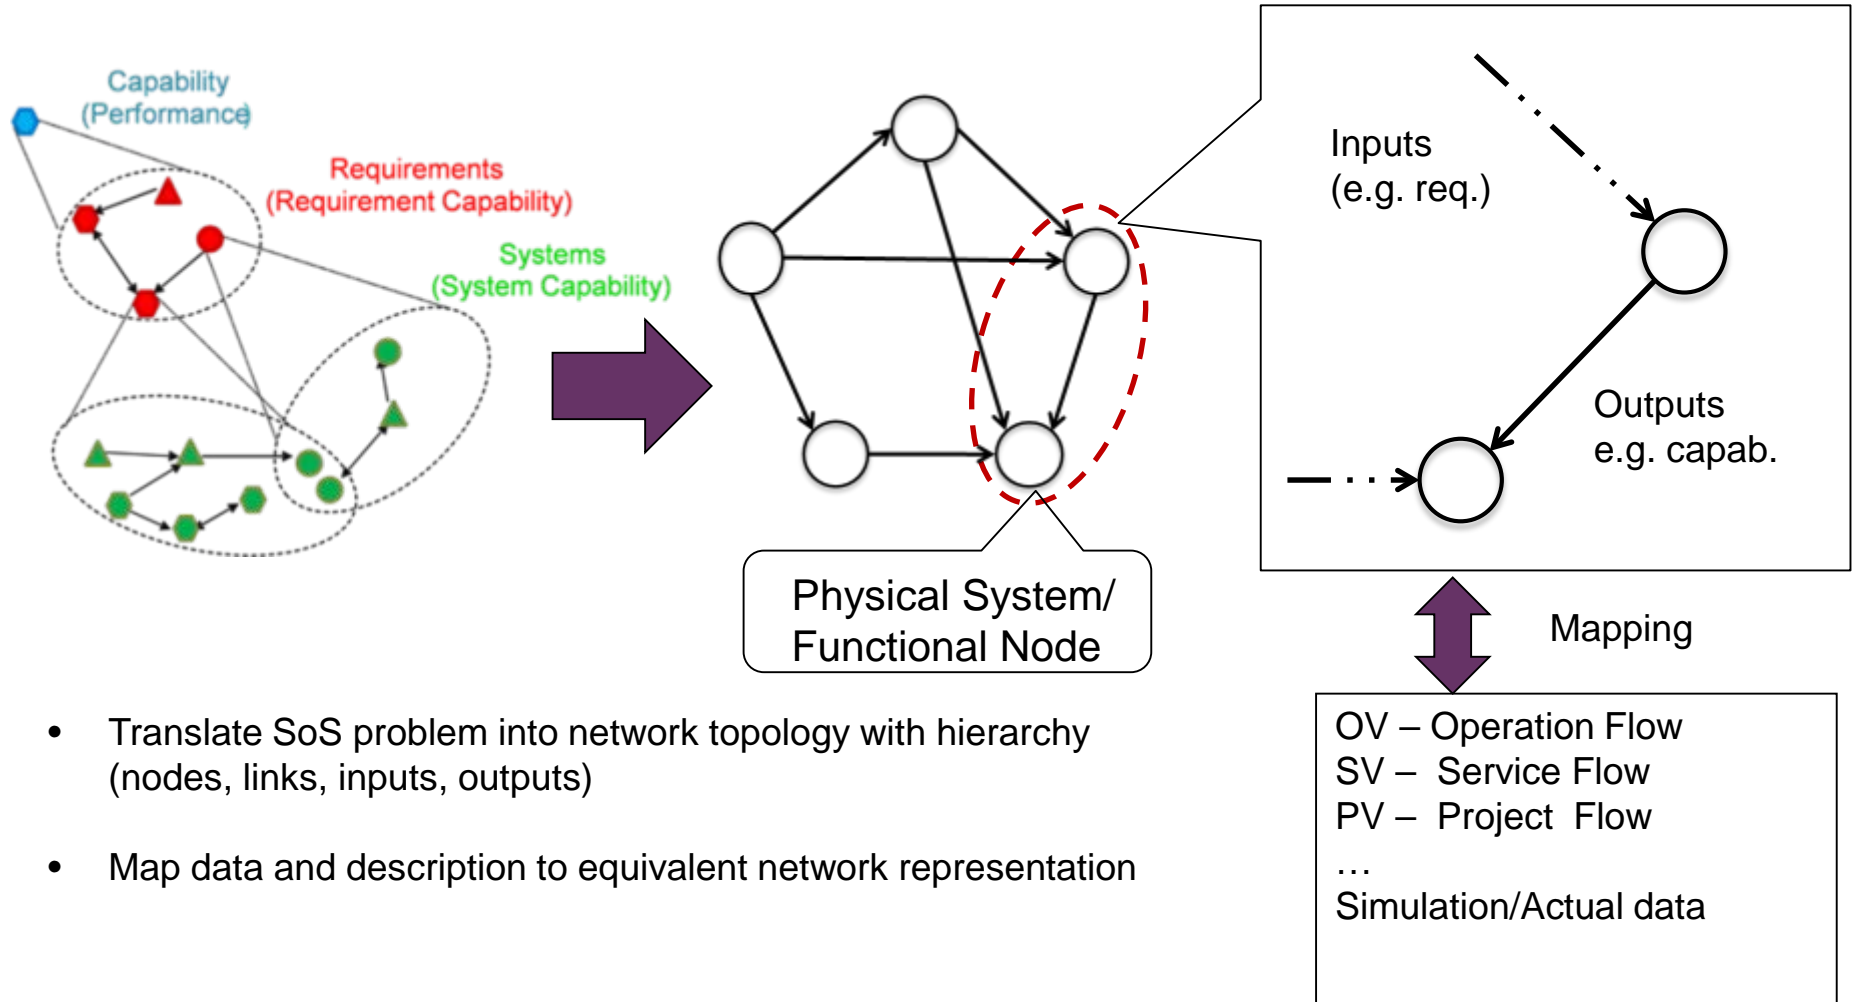 Capability
(Performance)
Requirements
(Requirement Capability)
Systems
(System Capability)
Inputs
(e.g. req.)
Outputs
e.g. capab.
Physical System/
Functional Node
Mapping
• Translate SoS problem into network topology with hierarchy
(nodes, links, inputs, outputs)
• Map data and description to equivalent network representation
OV – Operation Flow
SV – Service Flow
PV – Project Flow
…
Simulation/Actual data